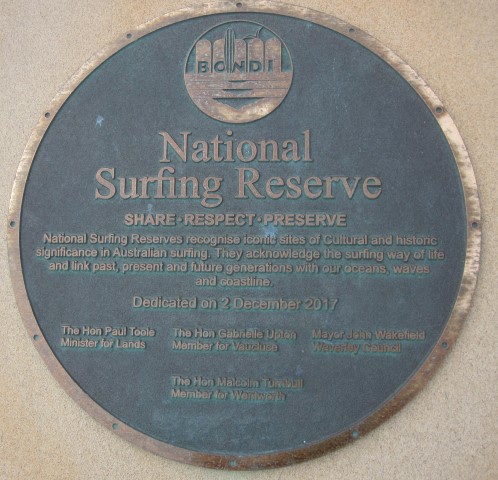 BONDI
National
Surfing Reserve
SHARE · RESPECT · PRESERVE
National Surfing Reserves recognise iconic sites of Cultural and historic
significance in Australian surfing. They acknowledge the surfing way of life
and link past, present and future generations with our oceans, waves
and coastline.
Dedicated on 2 December 2017
The Hon Paul Toole The Hon Gabrielle Upton Mayor John Wakefield
Minister for Lands Member for Vaucluse Waverley Council
The Hon Malcolm Turnbull
Member for Wentworth